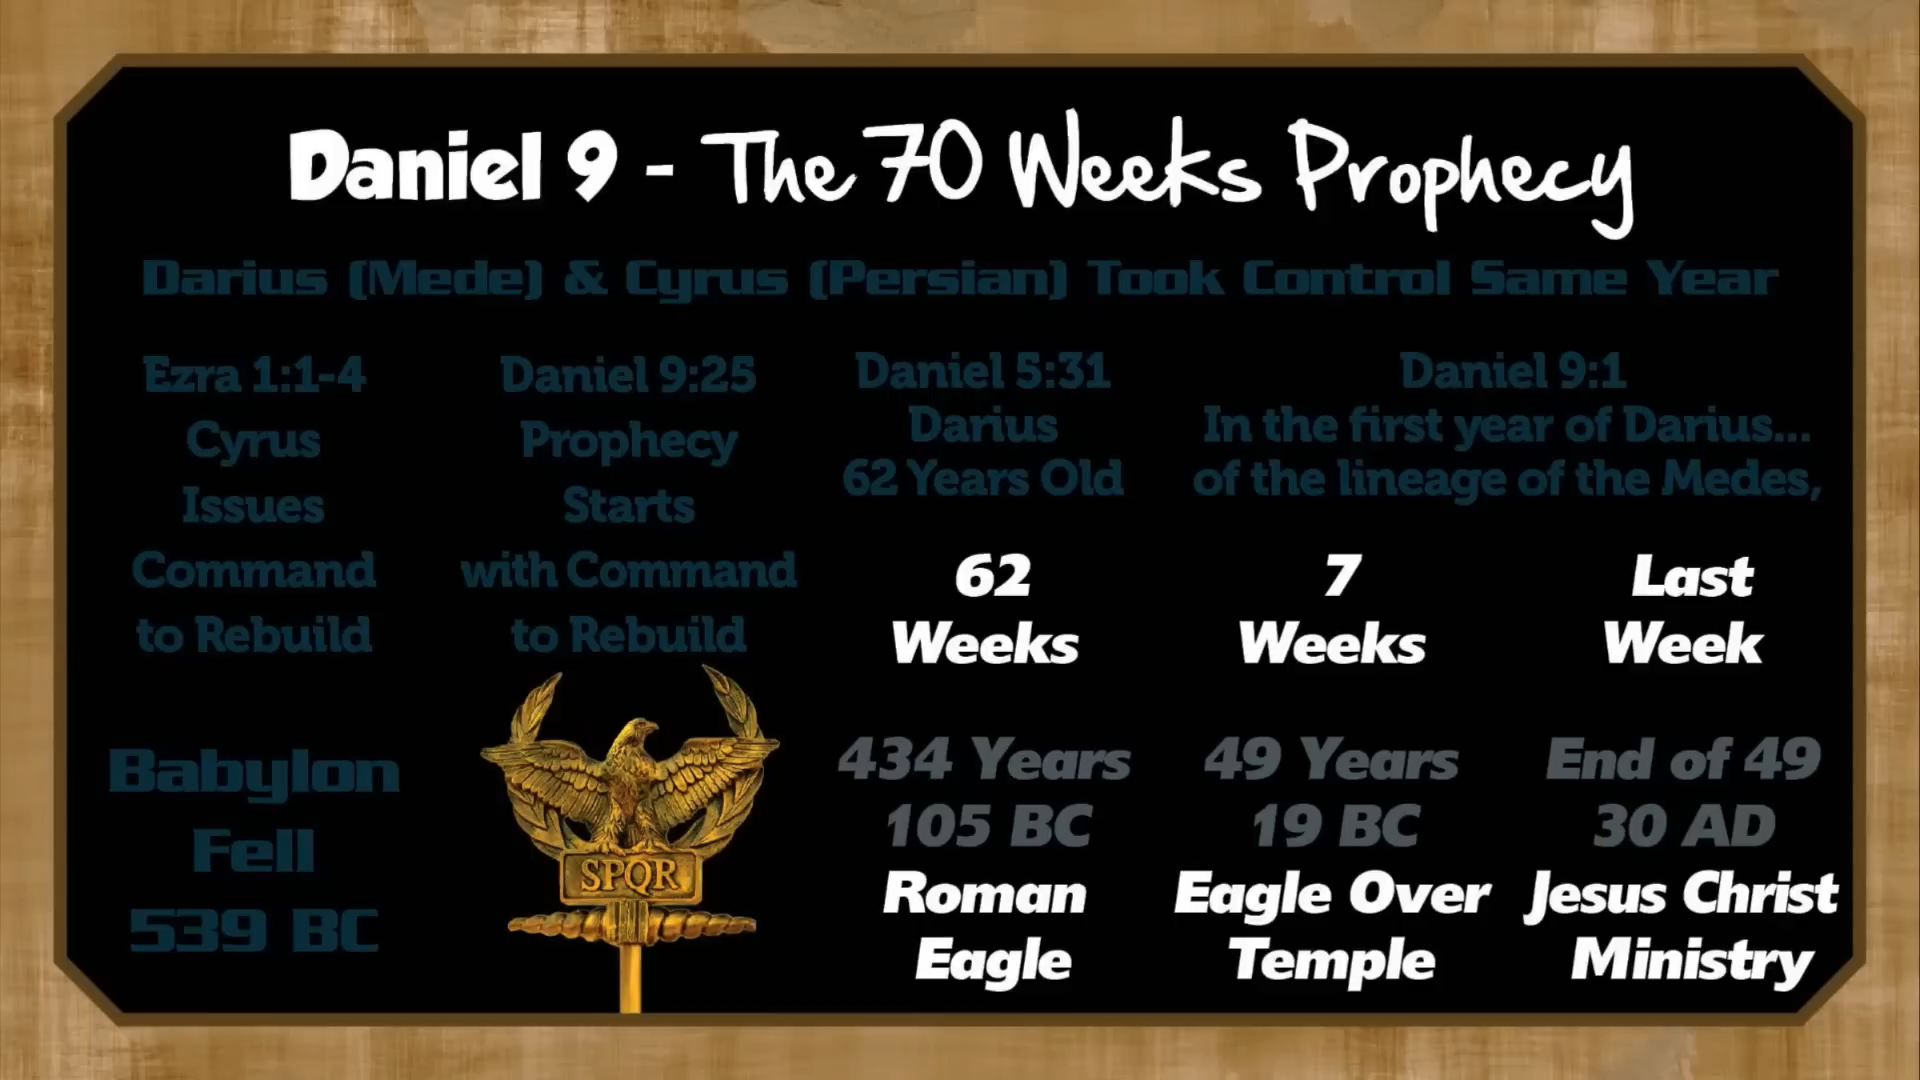 Daniel 9 - The 70 Weeks Prophecy
Darius (Mede) & Cyrus (Persian) Took Control Same Year
Ezra 1:1-4
Cyrus
Issues
Command
to Rebuild
Daniel 9:25
Prophecy
Starts
with Command
to Rebuild
Daniel 5:31
Darius
62 Years Old
Daniel 9:1
In the first year of Darius...
of the lineage of the Medes,
Babylon
Fell
539 BC
SPQR
62
Weeks
434 Years
105 BC
Roman
Eagle
7
Weeks
49 Years
19 BC
Eagle Over
Temple
Last
Week
End of 49
30 AD
Jesus Christ
Ministry